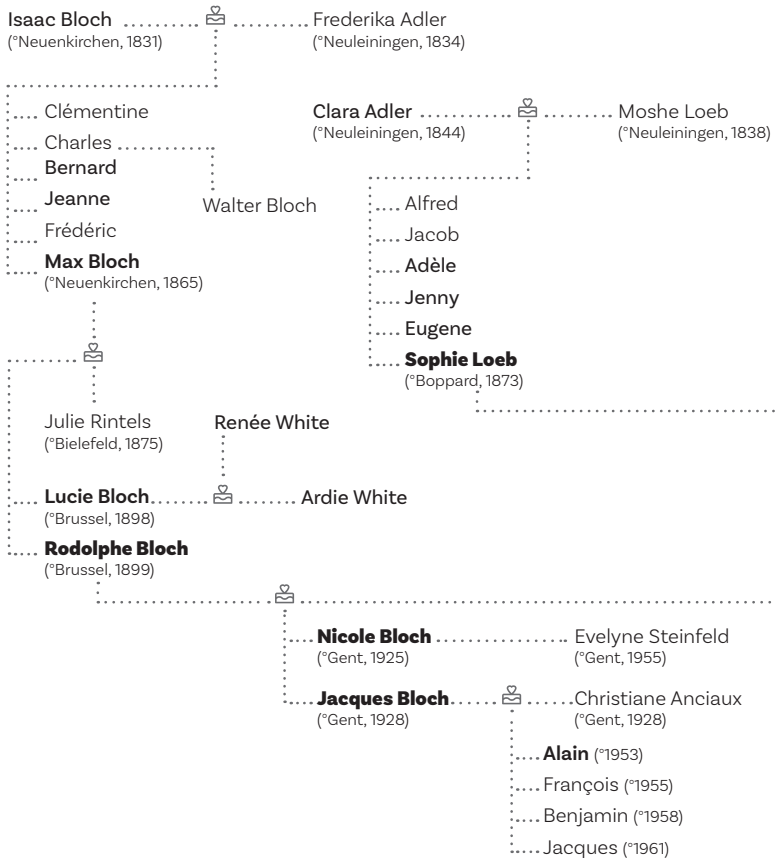 Isaac Bloch
(°Neuenkirchen, 1831)
Frederika Adler
(°Neuleiningen, 1834)
Clémentine
Charles
Bernard
Jeanne
Frédéric
Max Bloch
(°Neuenkirchen, 1865)
Walter Bloch
Clara Adler
(°Neuleiningen, 1844)
Moshe Loeb
(°Neuleiningen, 1838)
Alfred
Jacob
Adèle
Jenny
Eugene
Sophie Loeb
(°Boppard, 1873)
Julie Rintels
(°Bielefeld, 1875)
Renée White
Lucie Bloch
(°Brussel, 1898)
Ardie White
Rodolphe Bloch
(°Brussel, 1899)
Nicole Bloch
(°Gent, 1925)
Evelyne Steinfeld
(°Gent, 1955)
Jacques Bloch
(°Gent, 1928)
Christiane Anciaux
(°Gent, 1928)
Alain (°1953)
François (°1955)
Benjamin (°1958)
Jacques (°1961)